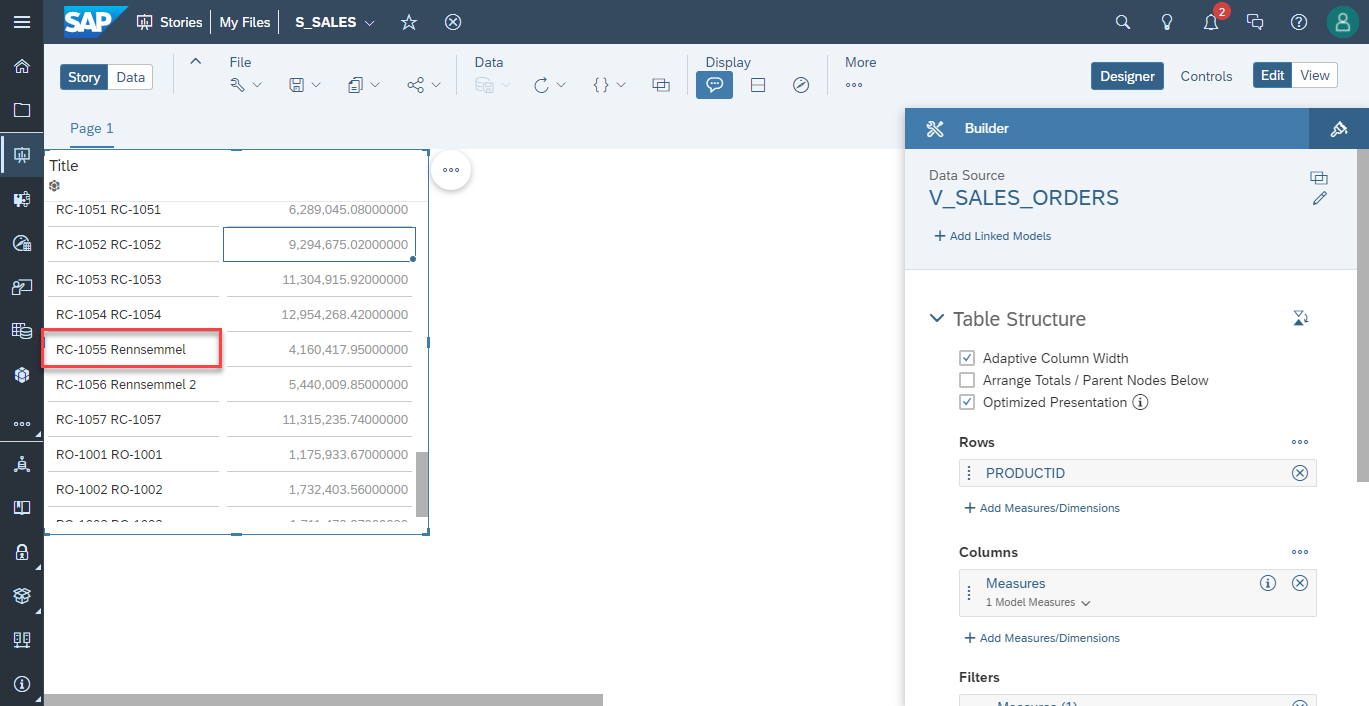 SAP Stories My Files S_SALES 2
Story Data
File Data Display More
Designer Controls Edit View
Page 1
Title
RC-1051 RC-1051 6,289,045.08000000
RC-1052 RC-1052 9,294,675.02000000
RC-1053 RC-1053 11,304,915.92000000
RC-1054 RC-1054 12,954,268.42000000
RC-1055 Rennsemmel 4,160,417.95000000
RC-1056 Rennsemmel 2 5,440,009.85000000
RC-1057 RC-1057 11,315,235.74000000
RO-1001 RO-1001 1,175,933.67000000
RO-1002 RO-1002 1,732,403.56000000
Builder
Data Source
V_SALES_ORDERS
Add Linked Models
Table Structure
Adaptive Column Width
Arrange Totals / Parent Nodes Below
Optimized Presentation
Rows
PRODUCTID
Add Measures/Dimensions
Columns
Measures
1 Model Measures
Add Measures/Dimensions
Filters
Measures (1)